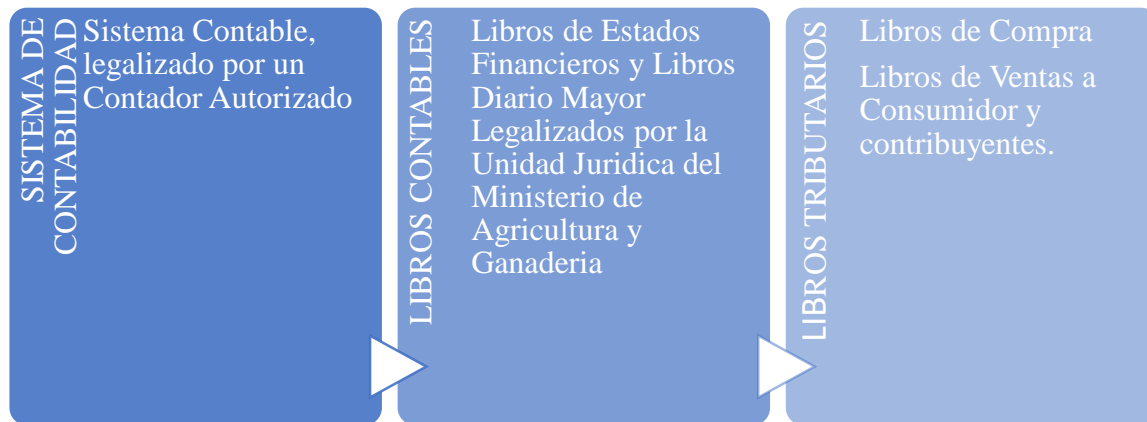 SISTEMA DE
CONTABILIDAD
Sistema Contable,
legalizado por un
Contador Autorizado
LIBROS CONTABLES
Libros de Estados
Financieros y Libros
Diario Mayor
Legalizados por la
Unidad Juridica del
Ministerio de
Agricultura y
Ganaderia
LIBROS TRIBUTARIOS
Libros de Compra
Libros de Ventas a
Consumidor y
contribuyentes.